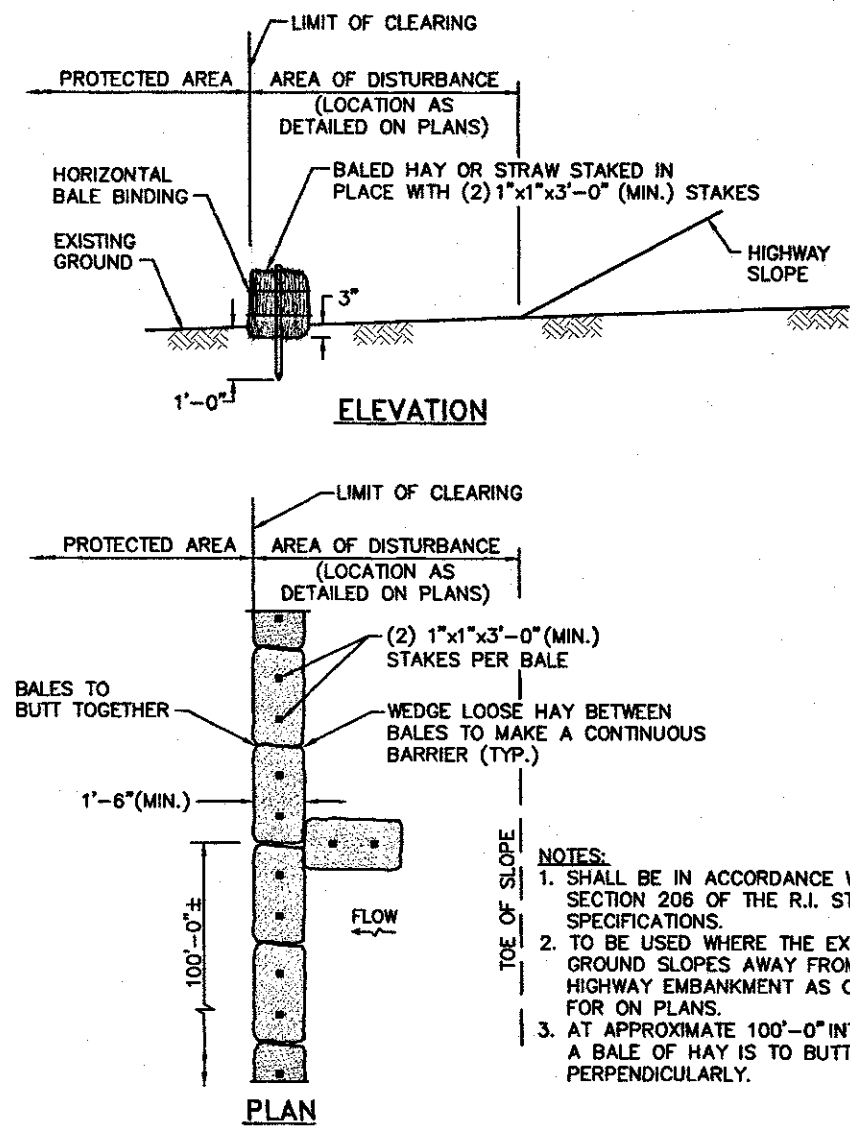 LIMIT OF CLEARING
PROTECTED AREA
AREA OF DISTURBANCE
(LOCATION AS
DETAILED ON PLANS)
HORIZONTAL
BALE BINDING
BALED HAY OR STRAW STAKED IN
PLACE WITH (2) 1"x1"x3'-0" (MIN.) STAKES
EXISTING
GROUND
HIGHWAY
SLOPE
3"
1'-0"
ELEVATION
LIMIT OF CLEARING
PROTECTED AREA
AREA OF DISTURBANCE
(LOCATION AS
DETAILED ON PLANS)
(2) 1"x1"x3'-0" (MIN.)
STAKES PER BALE
BALES TO
BUTT TOGETHER
WEDGE LOOSE HAY BETWEEN
BALES TO MAKE A CONTINUOUS
BARRIER (TYP.)
1'-6" (MIN.)
100'-0" ±
FLOW
TOE OF SLOPE
NOTES:
1. SHALL BE IN ACCORDANCE
SECTION 206 OF THE R.I.
SPECIFICATIONS.
2. TO BE USED WHERE THE
GROUND SLOPES AWAY
HIGHWAY EMBANKMENT AS
FOR ON PLANS.
3. AT APPROXIMATE 100'-0"
A BALE OF HAY IS TO BUTT
PERPENDICULARLY.
PLAN